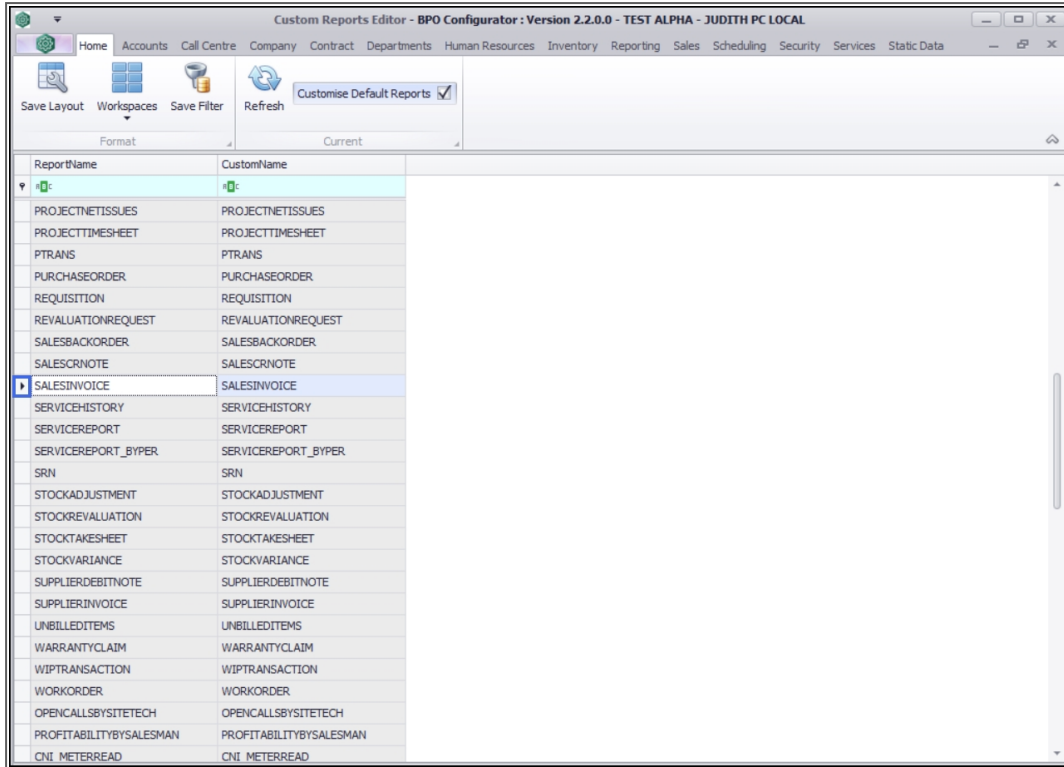 Custom Reports Editor - BPO Configurator : Version 2.2.0.0 - TEST ALPHA - JUDITH PC LOCAL
Home Accounts Call Centre Company Contract Departments Human Resources Inventory Reporting Sales Scheduling Security Services Static Data
Save Layout Workspaces Save Filter Refresh Customise Default Reports
Format Current
ReportName CustomName
PROJECTNETISSUES PROJECTNETISSUES
PROJECTTIMESHEET PROJECTTIMESHEET
PTRANS PTRANS
PURCHASEORDER PURCHASEORDER
REQUISITION REQUISITION
REVALUATIONREQUEST REVALUATIONREQUEST
SALESBACKORDER SALESBACKORDER
SALESCRNOTE SALESCRNOTE
SALESINVOICE SALESINVOICE
SERVICEHISTORY SERVICEHISTORY
SERVICEREPORT SERVICEREPORT
SERVICEREPORT_BYPER SERVICEREPORT_BYPER
SRN SRN
STOCKADJUSTMENT STOCKADJUSTMENT
STOCKREVALUATION STOCKREVALUATION
STOCKTAKESHEET STOCKTAKESHEET
STOCKVARIANCE STOCKVARIANCE
SUPPLIERDEBITNOTE SUPPLIERDEBITNOTE
SUPPLIERINVOICE SUPPLIERINVOICE
UNBILLEDITEMS UNBILLEDITEMS
WARRANTYCLAIM WARRANTYCLAIM
WIPTRANSACTION WIPTRANSACTION
WORKORDER WORKORDER
OPENCALLSBYSITETECH OPENCALLSBYSITETECH
PROFITABILITYBYSALESMAN PROFITABILITYBYSALESMAN
CNI_METERREAD CNI_METERREAD